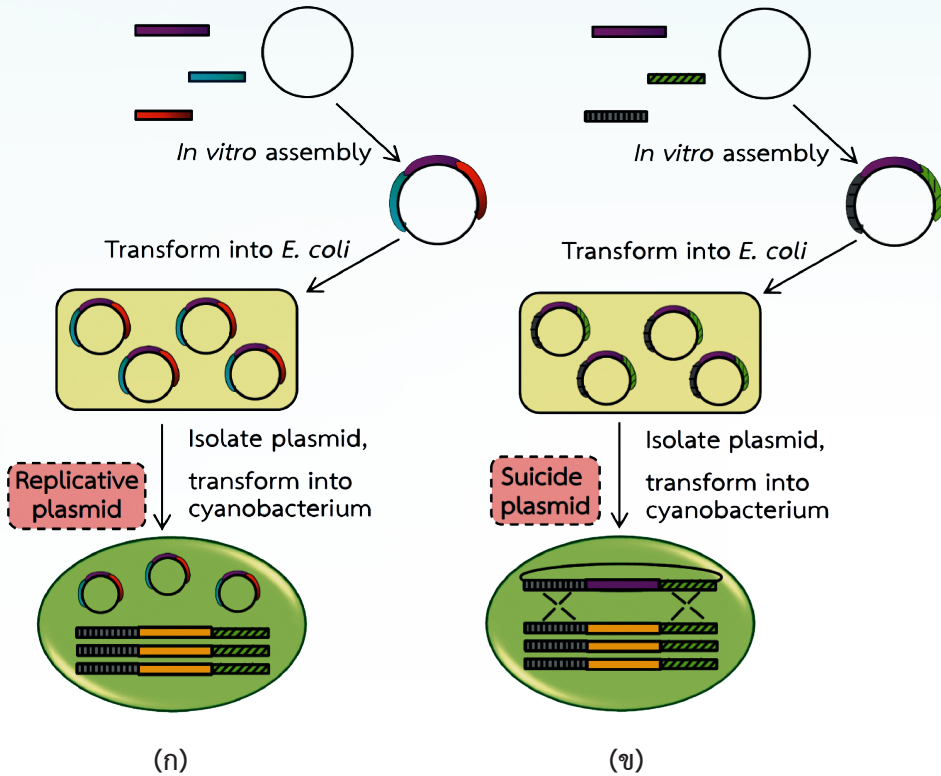 In vitro assembly
Transform into E. coli
Isolate plasmid,
transform into
cyanobacterium
Replicative
plasmid
(ก)
In vitro assembly
Transform into E. coli
Isolate plasmid,
transform into
cyanobacterium
Suicide
plasmid
(ข)